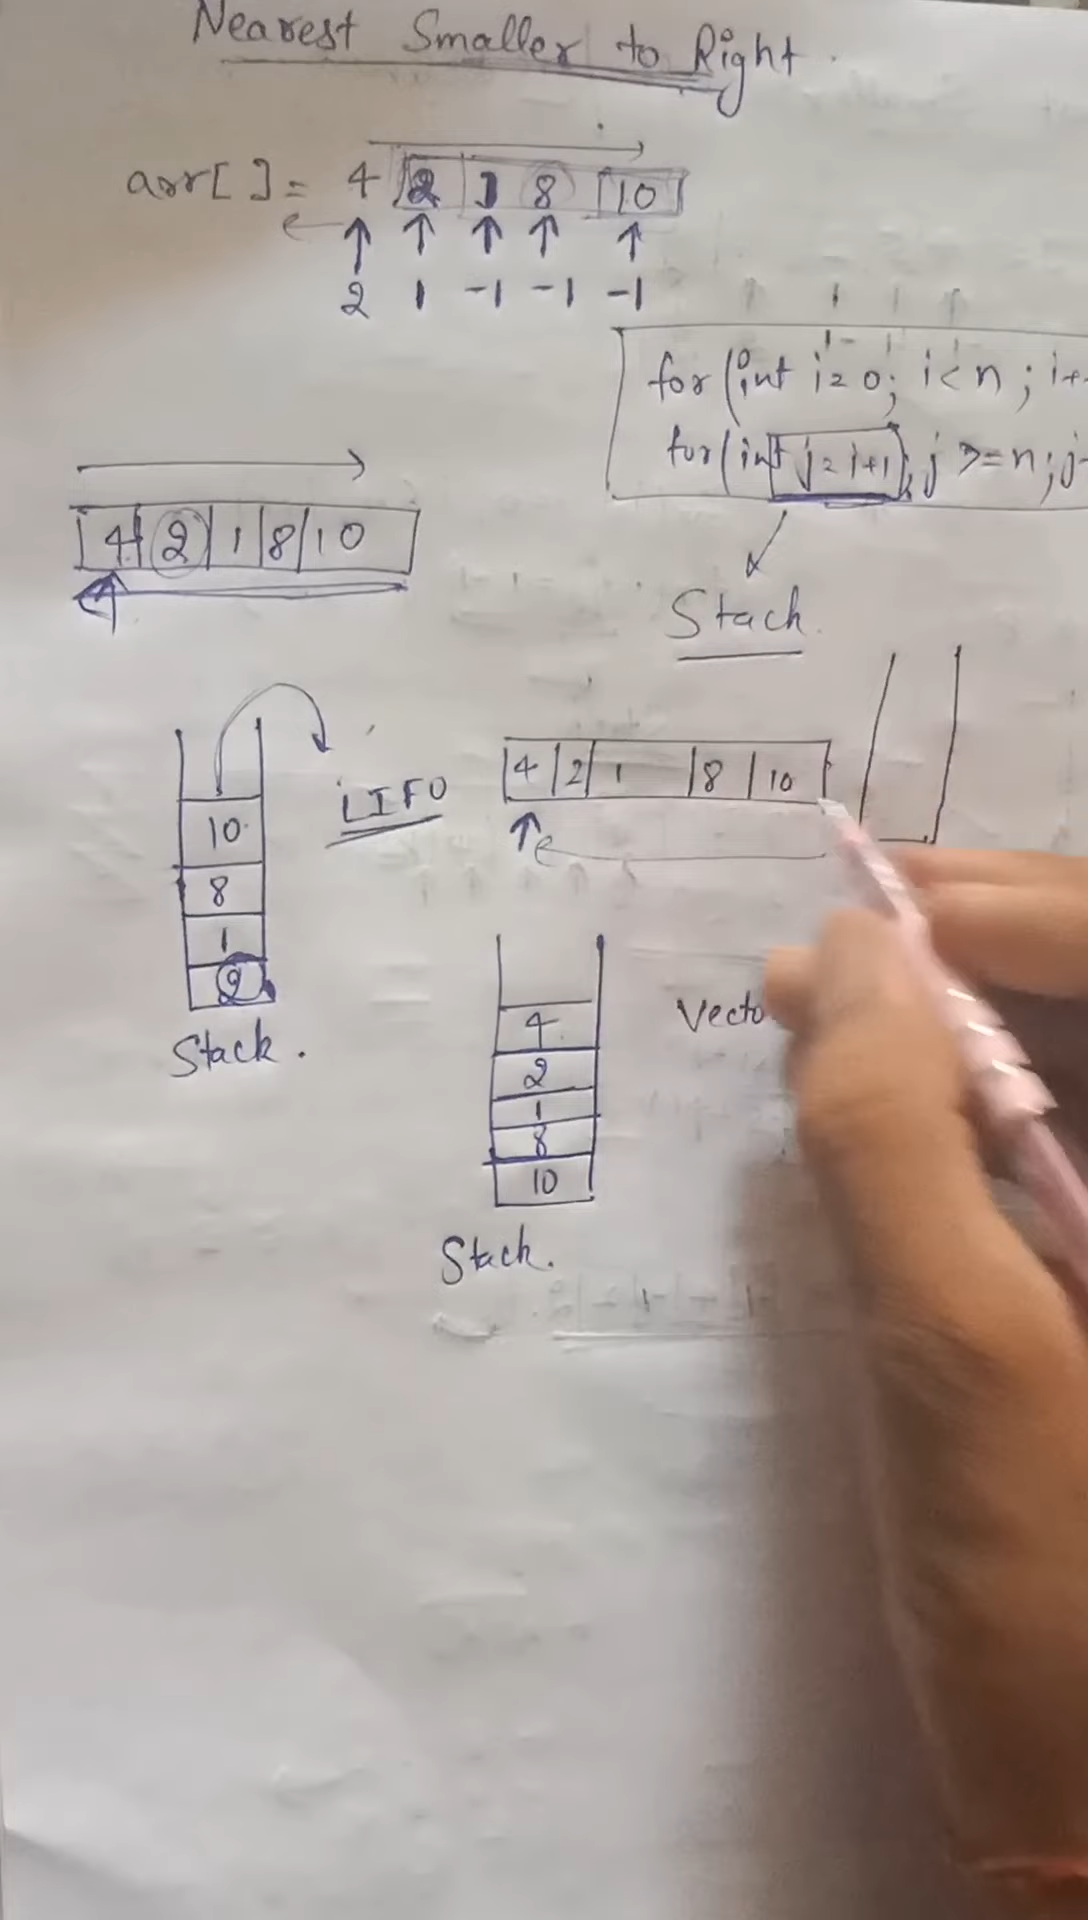 Nearest Smaller to Right.
arr[ ] = 4 2 1 8 10
2 1 -1 -1 -1
for (int i=0; i<n; i+
for (int j=i+1; j>=n; j
4 2 1 8 10
Stack.
4 2 1 8 10
LIFO
10
8
1
2
Stack.
Vecto
4
2
1
8
10
Stack.